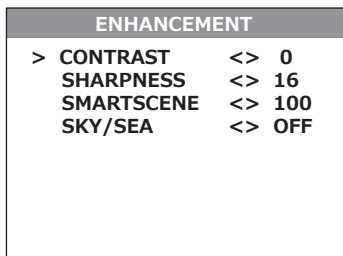 ENHANCEMENT
> CONTRAST <> 0
SHARPNESS <> 16
SMARTSCENE <> 100
SKY/SEA <> OFF